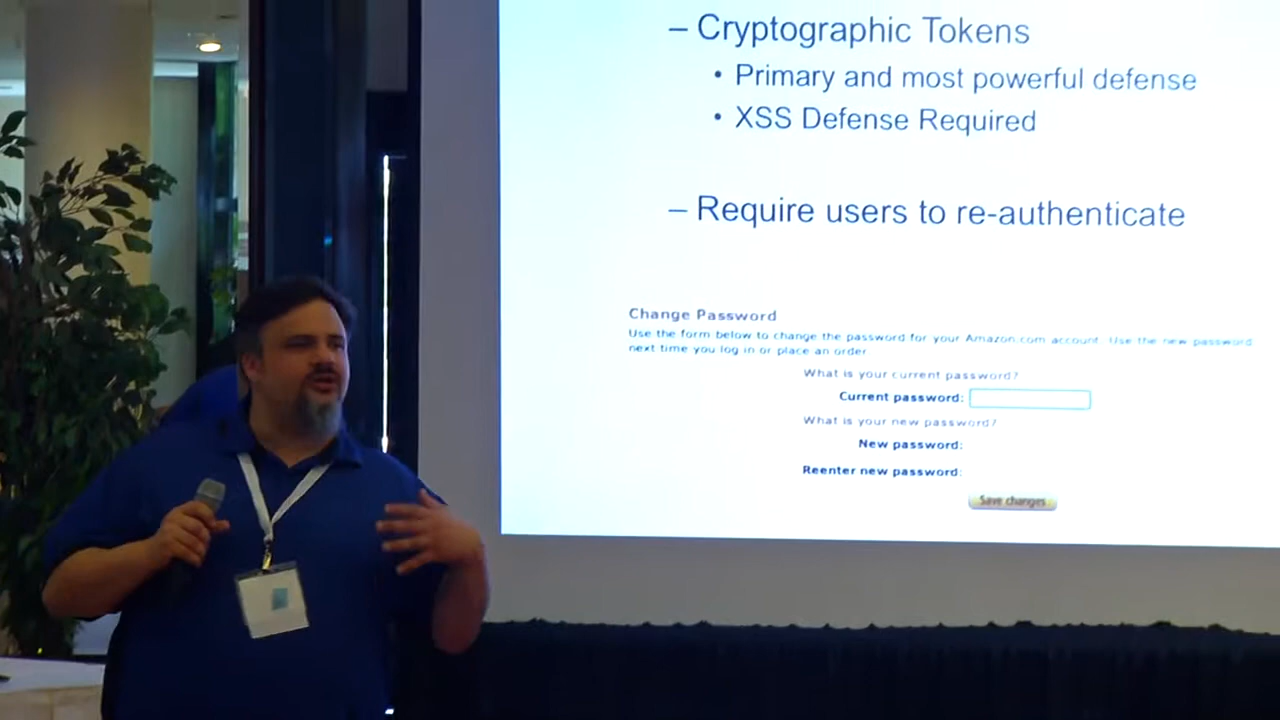 – Cryptographic Tokens
• Primary and most powerful defense
• XSS Defense Required
– Require users to re-authenticate
Change Password
Use the form below to change the password for your Amazon.com account. Use the new password
next time you log in or place an order
What is your current password?
Current password:
What is your new password?
New password:
Reenter new password:
Save changes